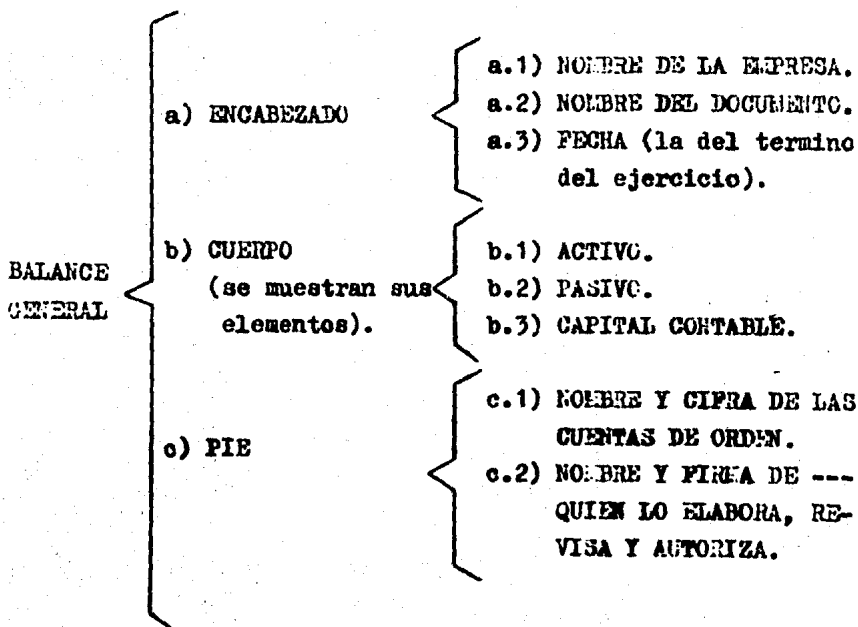 a.1) NOMBRE DE LA EMPRESA.
a) ENCABEZADO
a.2) NOMBRE DEL DOCUMENTO.
a.3) FECHA (la del termino
del ejercicio).
BALANCE
GENERAL
b) CUERPO
(se muestran sus
elementos).
b.1) ACTIVO.
b.2) PASIVO.
b.3) CAPITAL CONTABLE.
c) PIE
c.1) NOMBRE Y CIFRA DE LAS
CUENTAS DE ORDEN.
c.2) NOMBRE Y FIRMA DE ---
QUIEN LO ELABORA, RE-
VISA Y AUTORIZA.